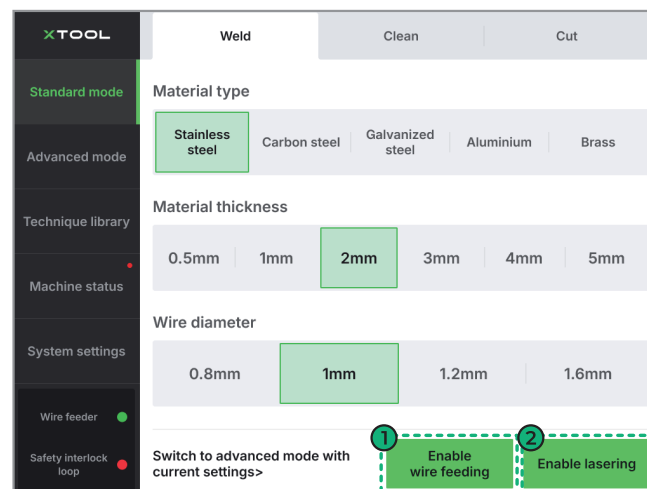 XTOOL
Weld
Clean
Cut
Standard mode
Advanced mode
Technique library
Machine status
System settings
Wire feeder
Safety interlock
loop
Material type
Stainless
steel
Carbon steel
Galvanized
steel
Aluminium
Brass
Material thickness
0.5mm
1mm
2mm
3mm
4mm
5mm
Wire diameter
0.8mm
1mm
1.2mm
1.6mm
Switch to advanced mode with
current settings>
1
Enable
wire feeding
2
Enable lasering